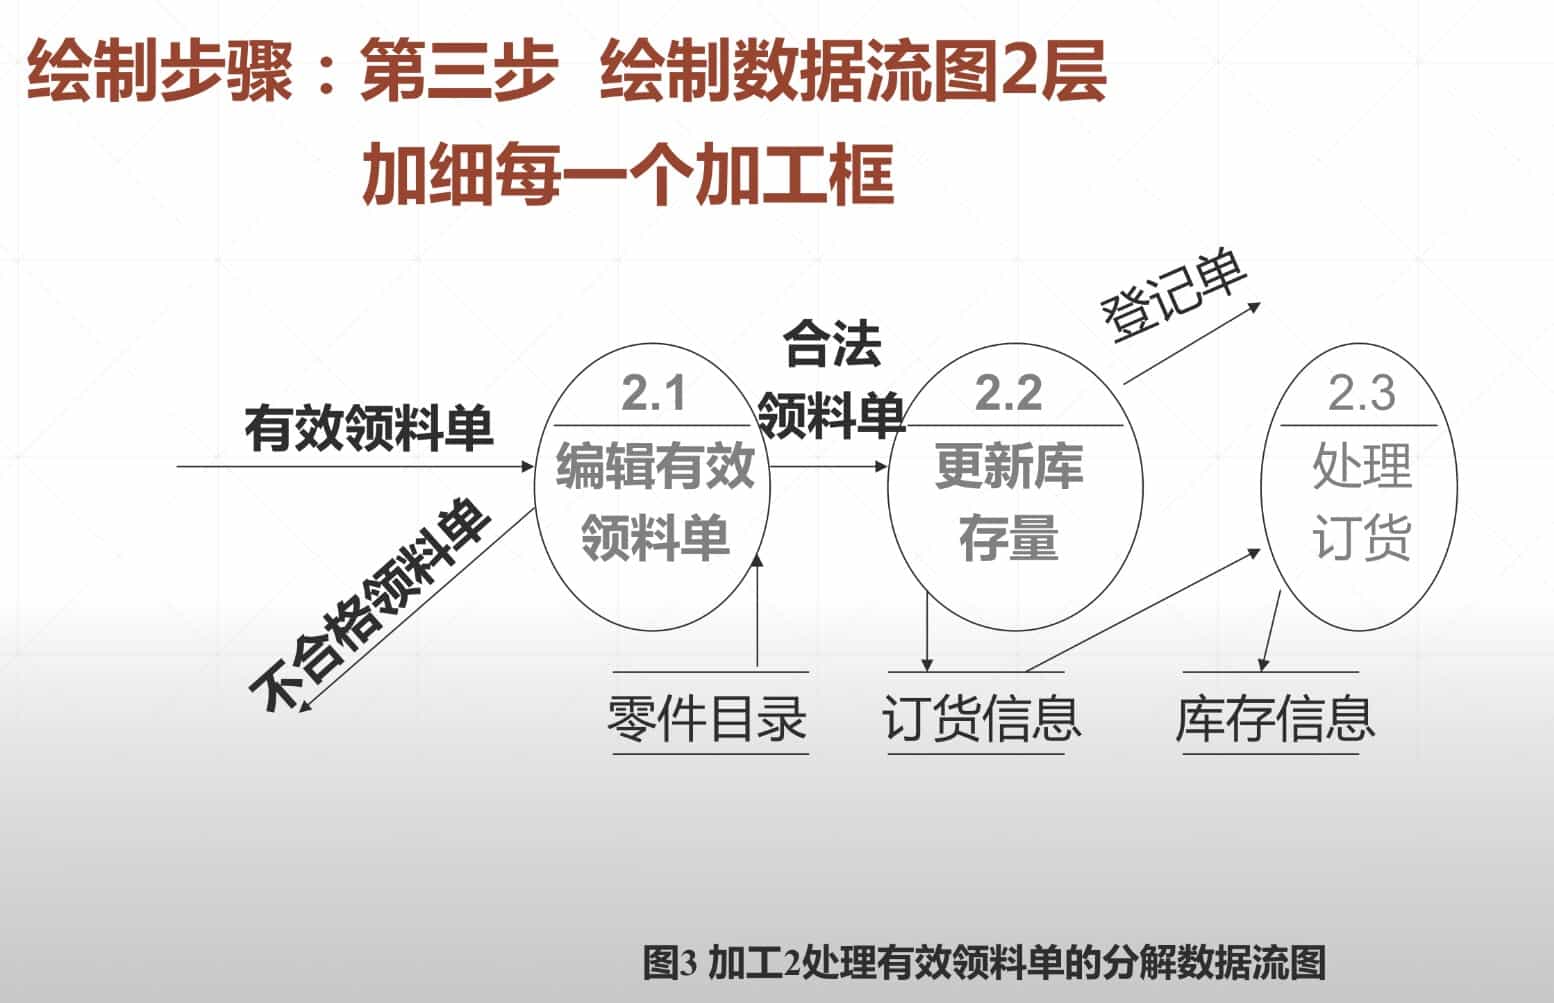 绘制步骤：第三步 绘制数据流图2层
加细每一个加工框
登记单
合法
领料单
有效领料单
2.1
编辑有效
领料单
2.2
更新库
存量
2.3
处理
订货
不合格领料单
零件目录
订货信息
库存信息
图3 加工2处理有效领料单的分解数据流图